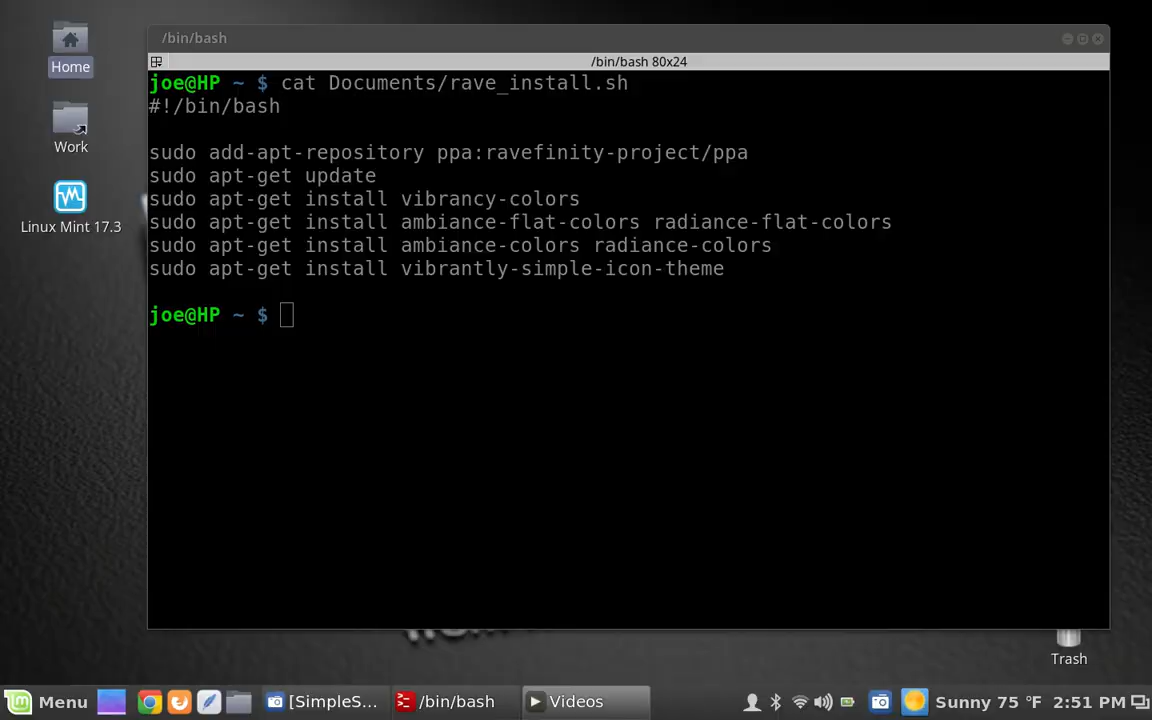 Home
Work
Linux Mint 17.3
/bin/bash
/bin/bash 80x24
joe@HP ~ $ cat Documents/rave_install.sh
#!/bin/bash
sudo add-apt-repository ppa:ravefinity-project/ppa
sudo apt-get update
sudo apt-get install vibrancy-colors
sudo apt-get install ambiance-flat-colors radiance-flat-colors
sudo apt-get install ambiance-colors radiance-colors
sudo apt-get install vibrantly-simple-icon-theme
joe@HP ~ $
Trash
Menu
[SimpleS...
/bin/bash
Videos
Sunny 75 °F
2:51 PM